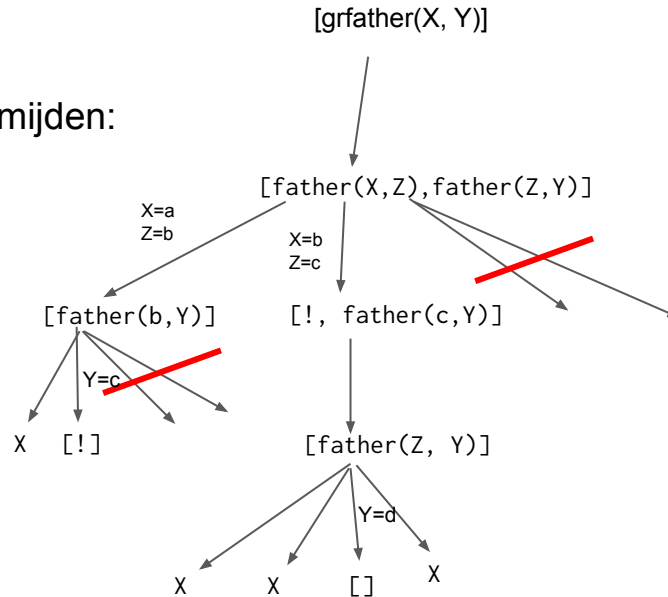 [grfather(X, Y)]
mijden:
[father(X,Z),father(Z,Y)]
X=a
Z=b
X=b
Z=c
[father(b,Y)]
[!, father(c,Y)]
Y=c
X
[!]
[father(Z, Y)]
Y=d
X
X
[]
X